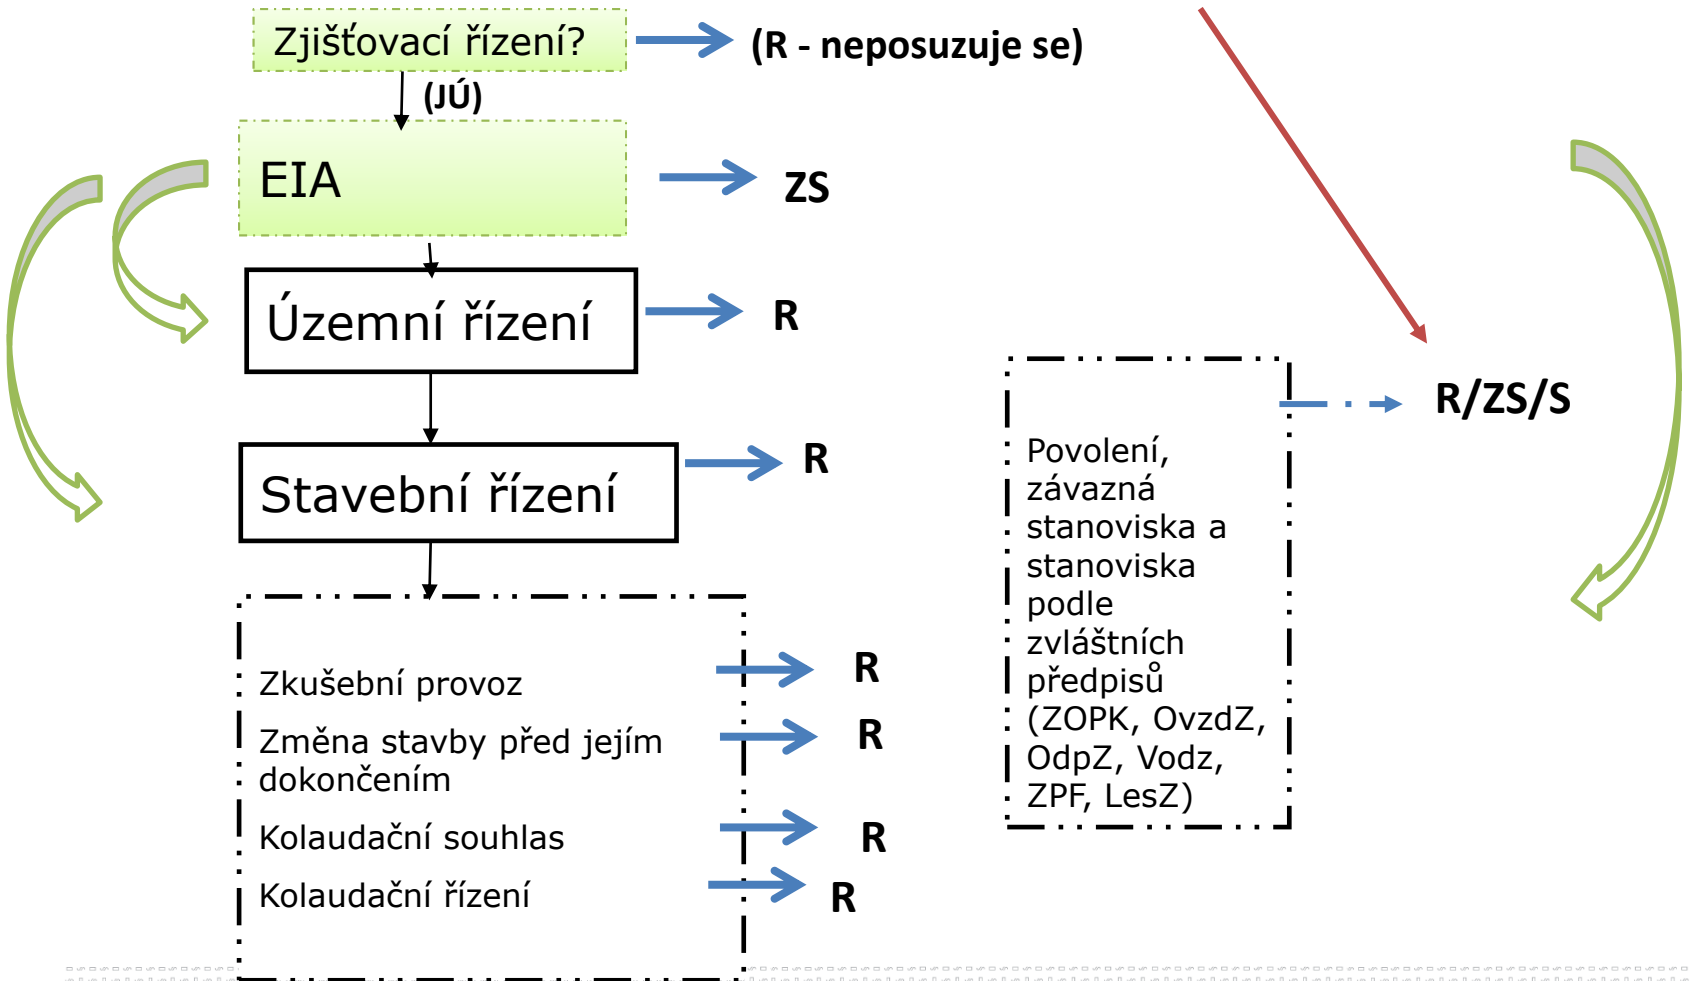 Zjišťovací řízení?
(R - neposuzuje se)
(JÚ)
EIA
ZS
Územní řízení
R
Stavební řízení
R
Zkušební provoz
R
Změna stavby před jejím
dokončením
R
Kolaudační souhlas
R
Kolaudační řízení
R
Povolení,
závazná
stanoviska a
stanoviska
podle
zvláštních
předpisů
(ZOPK, OvzdZ,
OdpZ, Vodz,
ZPF, LesZ)
R/ZS/S